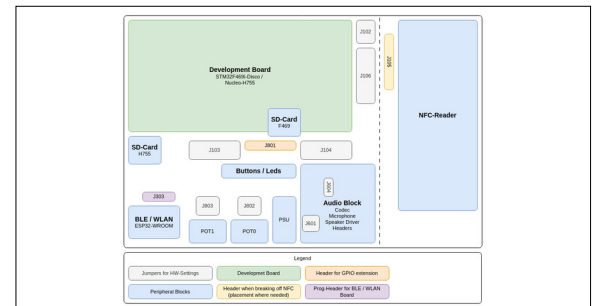 J102
Development Board
STM32F469I-Disco /
Nucleo-H755
J106
J105
NFC-Reader
SD-Card
F469
SD-Card
H755
J103
J801
J104
Buttons / Leds
J303
J803
J802
PSU
J604
Audio Block
Codec
Microphone
Speaker Driver
Headers
J601
BLE / WLAN
ESP32-WROOM
POT1
POT0
Legend
Jumpers for HW-Settings
Developmet Board
Header for GPIO extension
Peripheral Blocks
Header when breaking off NFC
(placement where needed)
Prog-Header for BLE / WLAN
Board